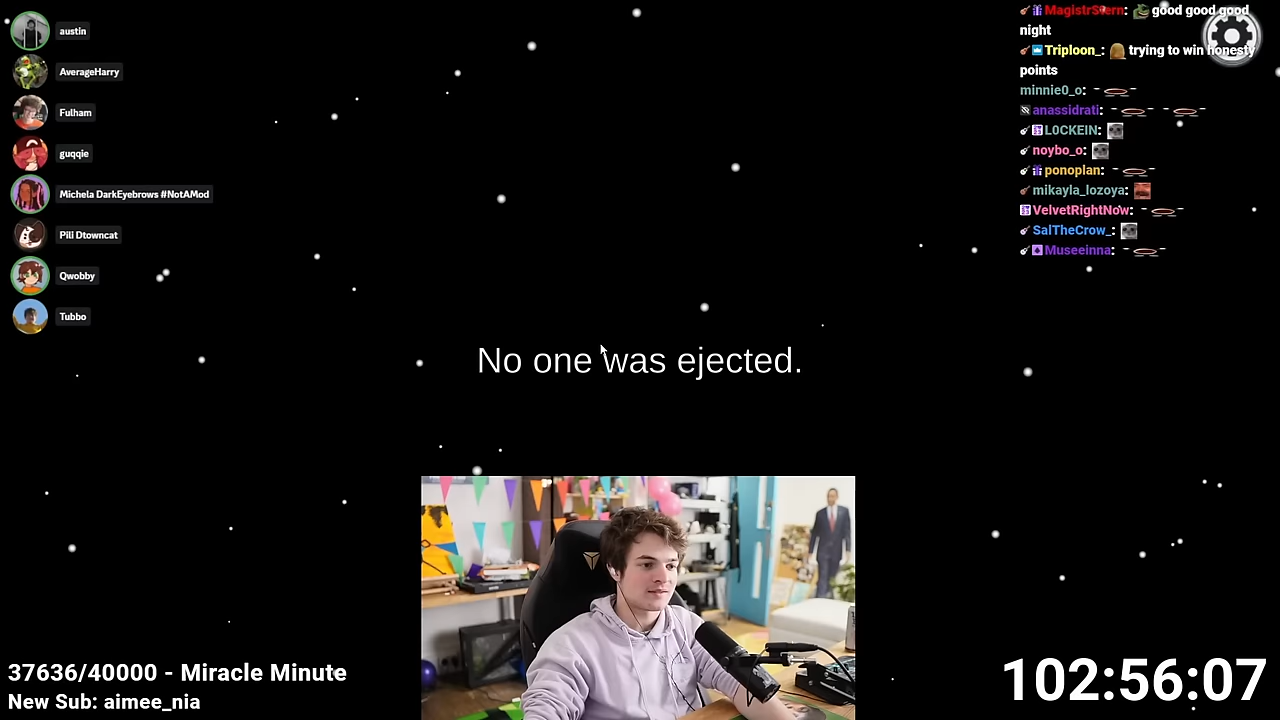 austin
AverageHarry
Fulham
guqqie
Michela DarkEyebrows #NotAMod
Pili Dtowncat
Qwobby
Tubbo
MagistrStern: good good good
night
Triploon_: trying to win honesty
points
minnie0_o:
anassidrati:
L0CKEIN:
noybo_o:
ponoplan:
mikayla_lozoya:
VelvetRightNow:
SalTheCrow_:
Museeinna:
No one was ejected.
37636/40000 - Miracle Minute
New Sub: aimee_nia
102:56:07